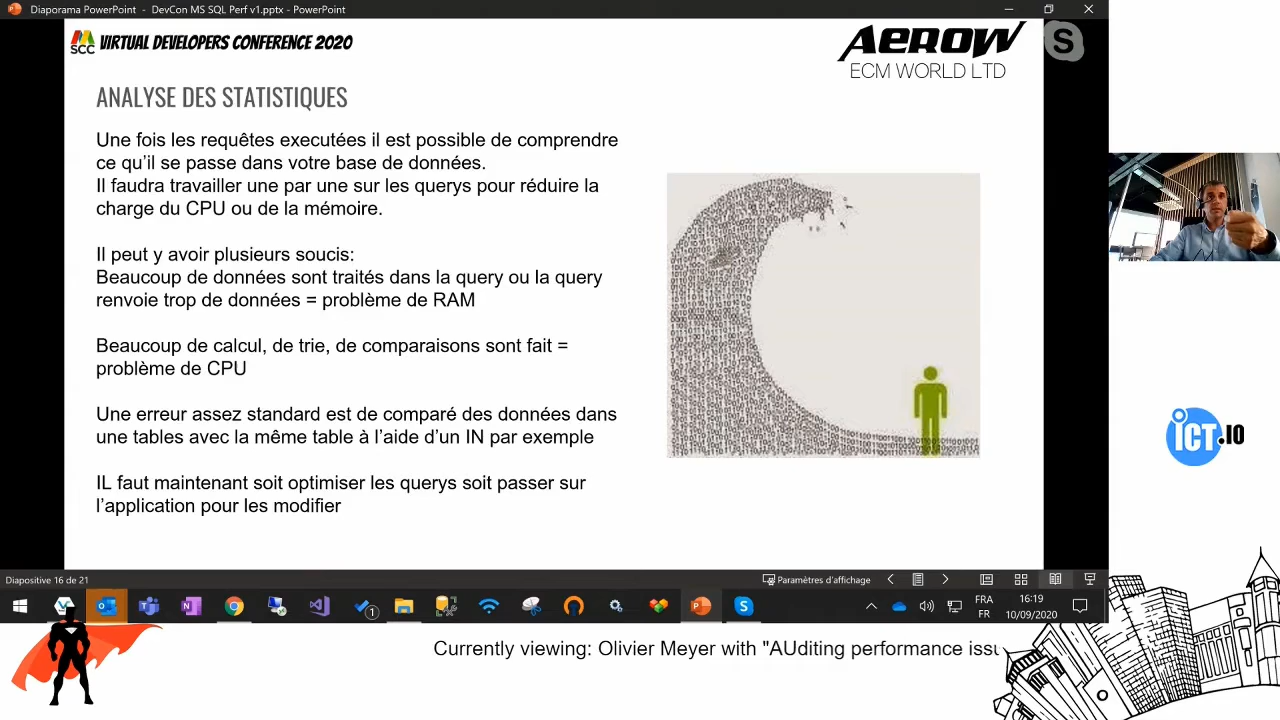 Diaporama PowerPoint - DevCon MS SQL Perf v1.pptx - PowerPoint
SCC VIRTUAL DEVELOPERS CONFERENCE 2020
AEROW
ECM WORLD LTD
S
ANALYSE DES STATISTIQUES
Une fois les requêtes executées il est possible de comprendre
ce qu'il se passe dans votre base de données.
Il faudra travailler une par une sur les querys pour réduire la
charge du CPU ou de la mémoire.
Il peut y avoir plusieurs soucis:
Beaucoup de données sont traités dans la query ou la query
renvoie trop de données = problème de RAM
Beaucoup de calcul, de trie, de comparaisons sont fait =
problème de CPU
Une erreur assez standard est de comparé des données dans
une tables avec la même table à l'aide d'un IN par exemple
IL faut maintenant soit optimiser les querys soit passer sur
l'application pour les modifier
iCT.IO
Diapositive 16 de 21
Paramètres d'affichage
1
FRA
FR
16:19
10/09/2020
Currently viewing: Olivier Meyer with "AUditing performance issu